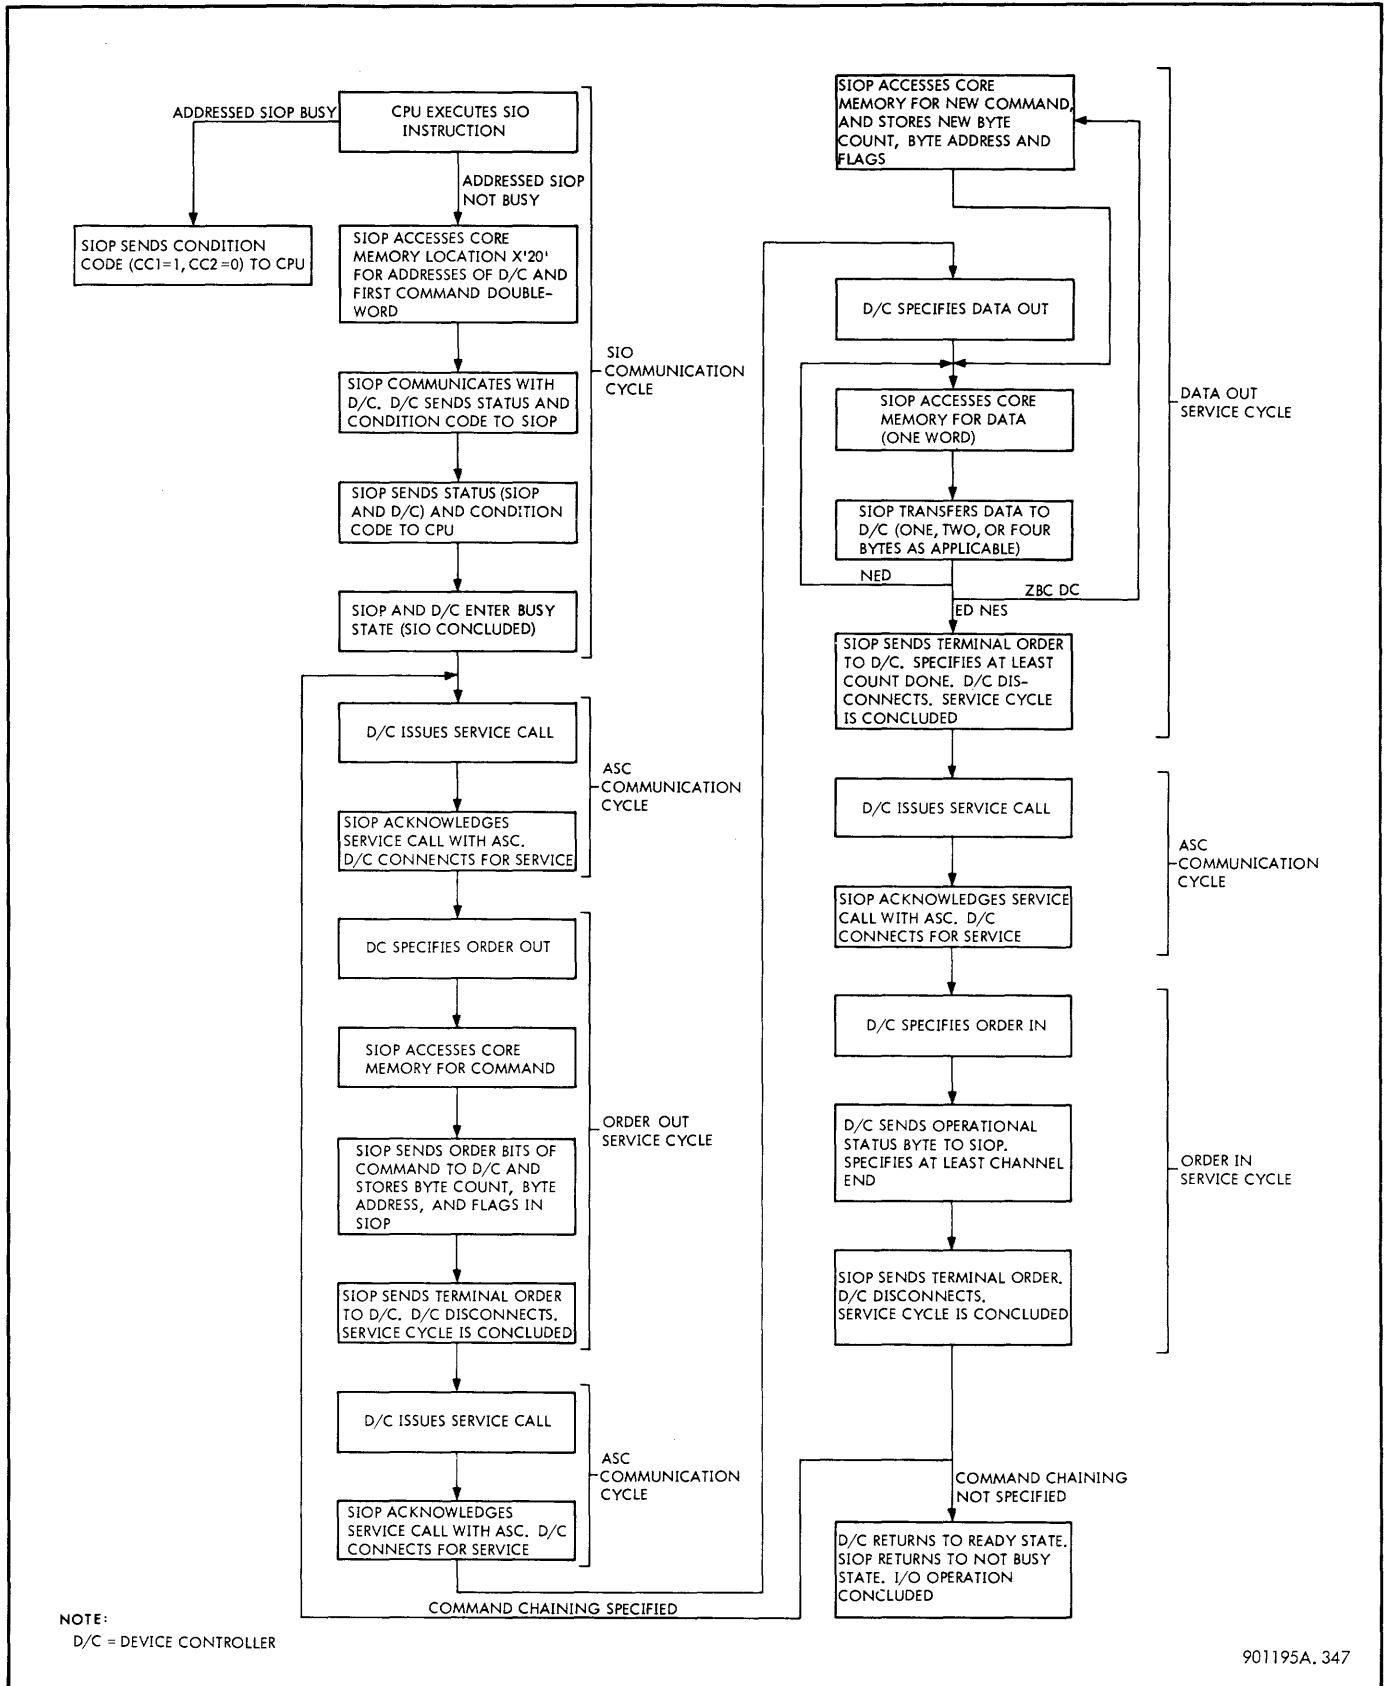 ADDRESSED SIOP BUSY
CPU EXECUTES SIO
INSTRUCTION
ADDRESSED SIOP
NOT BUSY
SIOP SENDS CONDITION
CODE (CC1=1, CC2=0) TO CPU
SIOP ACCESSES CORE
MEMORY LOCATION X'20'
FOR ADDRESSES OF D/C AND
FIRST COMMAND DOUBLE-
WORD
SIOP COMMUNICATES WITH
D/C. D/C SENDS STATUS AND
CONDITION CODE TO SIOP
SIOP SENDS STATUS (SIOP
AND D/C) AND CONDITION
CODE TO CPU
SIOP AND D/C ENTER BUSY
STATE (SIO CONCLUDED)
SIO
COMMUNICATION
CYCLE
D/C ISSUES SERVICE CALL
SIOP ACKNOWLEDGES
SERVICE CALL WITH ASC.
D/C CONNENCTS FOR SERVICE
ASC
COMMUNICATION
CYCLE
DC SPECIFIES ORDER OUT
SIOP ACCESSES CORE
MEMORY FOR COMMAND
SIOP SENDS ORDER BITS OF
COMMAND TO D/C AND
STORES BYTE COUNT, BYTE
ADDRESS, AND FLAGS IN
SIOP
SIOP SENDS TERMINAL ORDER
TO D/C. D/C DISCONNECTS.
SERVICE CYCLE IS CONCLUDED
ORDER OUT
SERVICE CYCLE
D/C ISSUES SERVICE CALL
SIOP ACKNOWLEDGES
SERVICE CALL WITH ASC. D/C
CONNECTS FOR SERVICE
ASC
COMMUNICATION
CYCLE
SIOP ACCESSES CORE
MEMORY FOR NEW COMMAND,
AND STORES NEW BYTE
COUNT, BYTE ADDRESS AND
FLAGS
D/C SPECIFIES DATA OUT
SIOP ACCESSES CORE
MEMORY FOR DATA
(ONE WORD)
SIOP TRANSFERS DATA TO
D/C (ONE, TWO, OR FOUR
BYTES AS APPLICABLE)
NED
ZBC DC
ED NES
SIOP SENDS TERMINAL ORDER
TO D/C. SPECIFIES AT LEAST
COUNT DONE. D/C DIS-
CONNECTS. SERVICE CYCLE
IS CONCLUDED
DATA OUT
SERVICE CYCLE
D/C ISSUES SERVICE CALL
SIOP ACKNOWLEDGES SERVICE
CALL WITH ASC. D/C
CONNECTS FOR SERVICE
ASC
COMMUNICATION
CYCLE
D/C SPECIFIES ORDER IN
D/C SENDS OPERATIONAL
STATUS BYTE TO SIOP.
SPECIFIES AT LEAST CHANNEL
END
SIOP SENDS TERMINAL ORDER.
D/C DISCONNECTS.
SERVICE CYCLE IS CONCLUDED
ORDER IN
SERVICE CYCLE
COMMAND CHAINING
NOT SPECIFIED
D/C RETURNS TO READY STATE.
SIOP RETURNS TO NOT BUSY
STATE. I/O OPERATION
CONCLUDED
COMMAND CHAINING SPECIFIED
NOTE:
D/C = DEVICE CONTROLLER
901195A.347